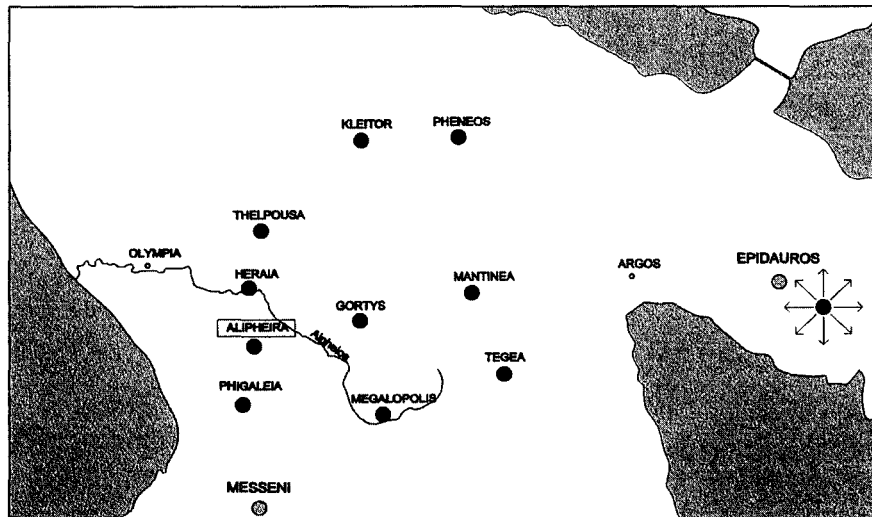 KLEITOR
PHENEOS
THELPOUSA
OLYMPIA
ARGOS
EPIDAUROS
HERAIA
MANTINEA
GORTYS
ALIPHEIRA
Alpheios
TEGEA
PHIGALEIA
MEGALOPOLIS
MESSENI